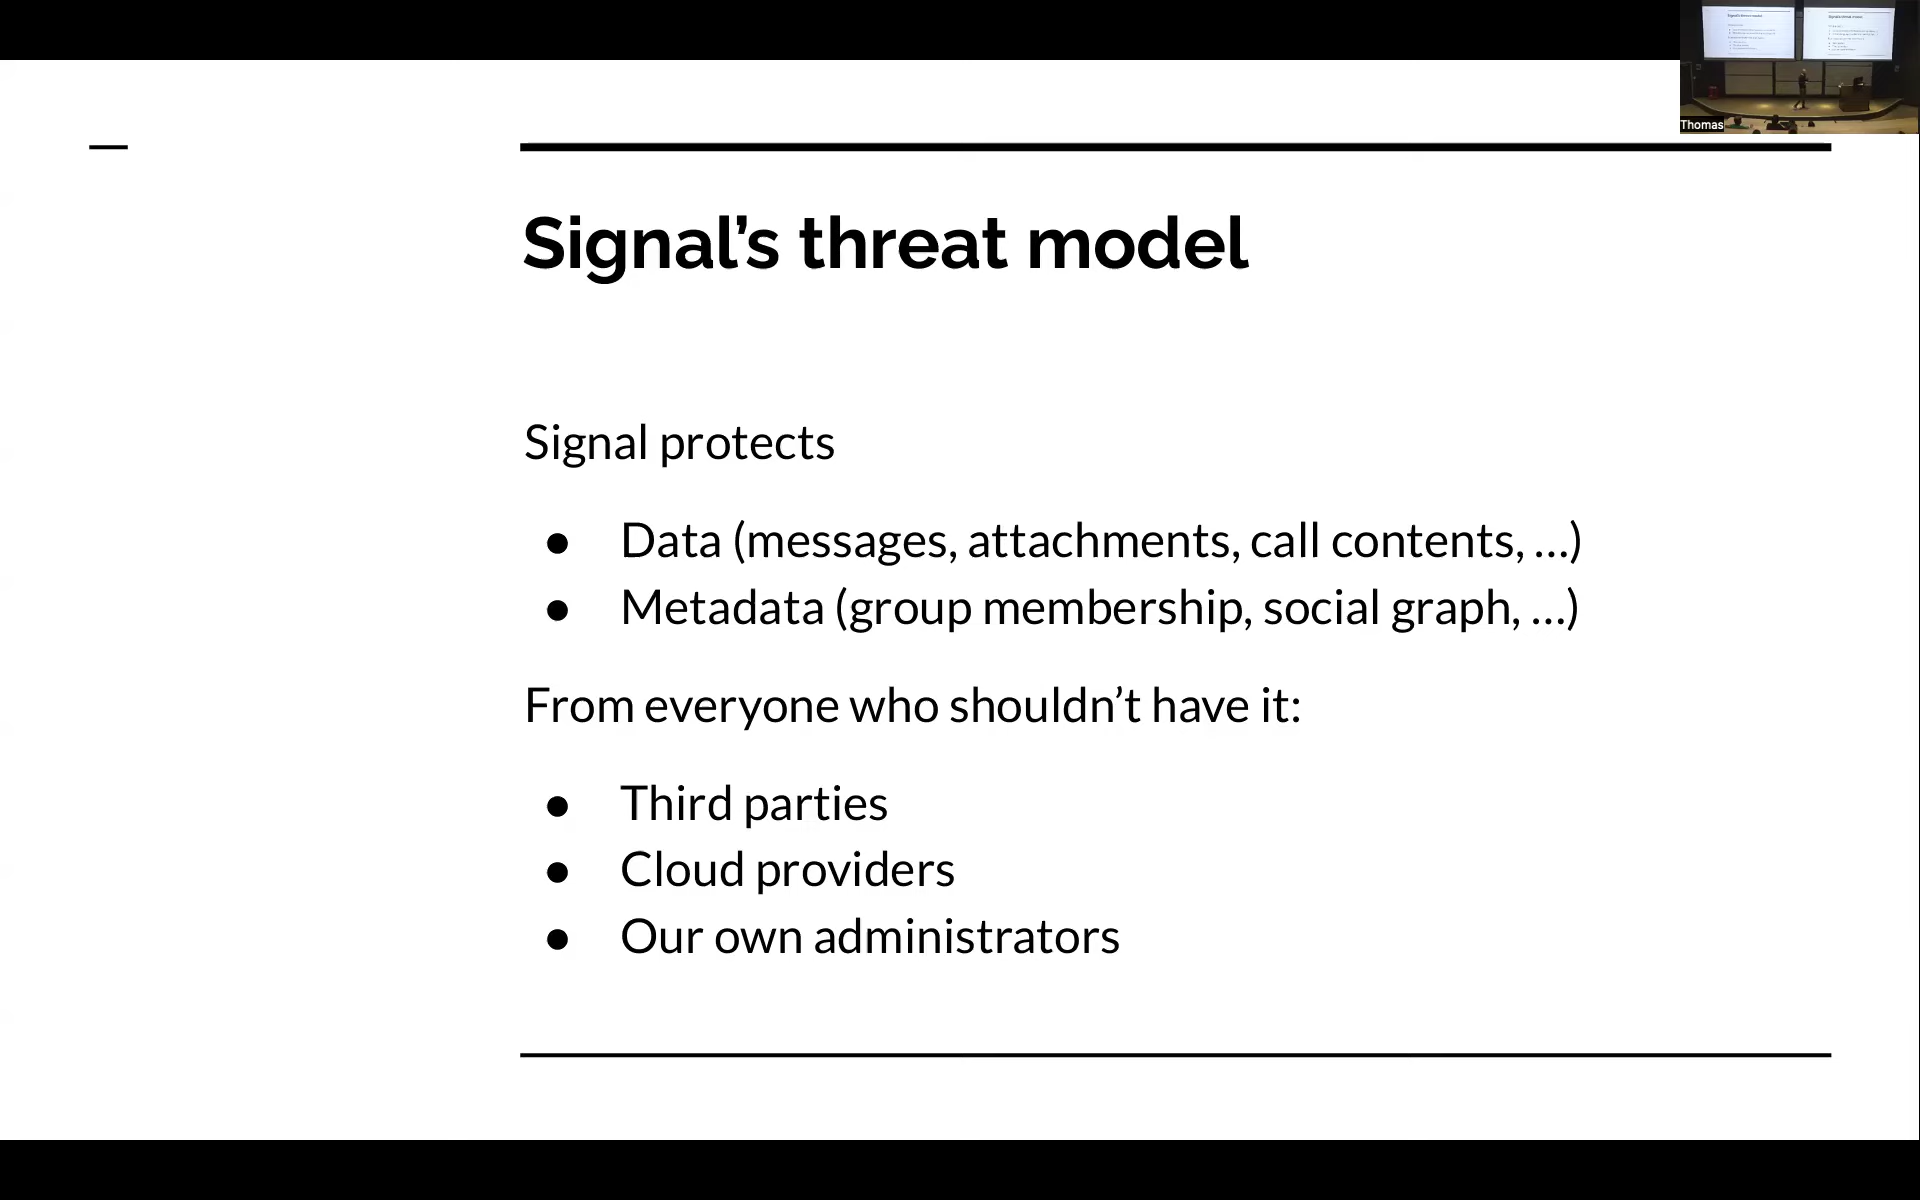 Thomas
Signal’s threat model
Signal protects
● Data (messages, attachments, call contents, ...)
● Metadata (group membership, social graph, ...)
From everyone who shouldn’t have it:
● Third parties
● Cloud providers
● Our own administrators